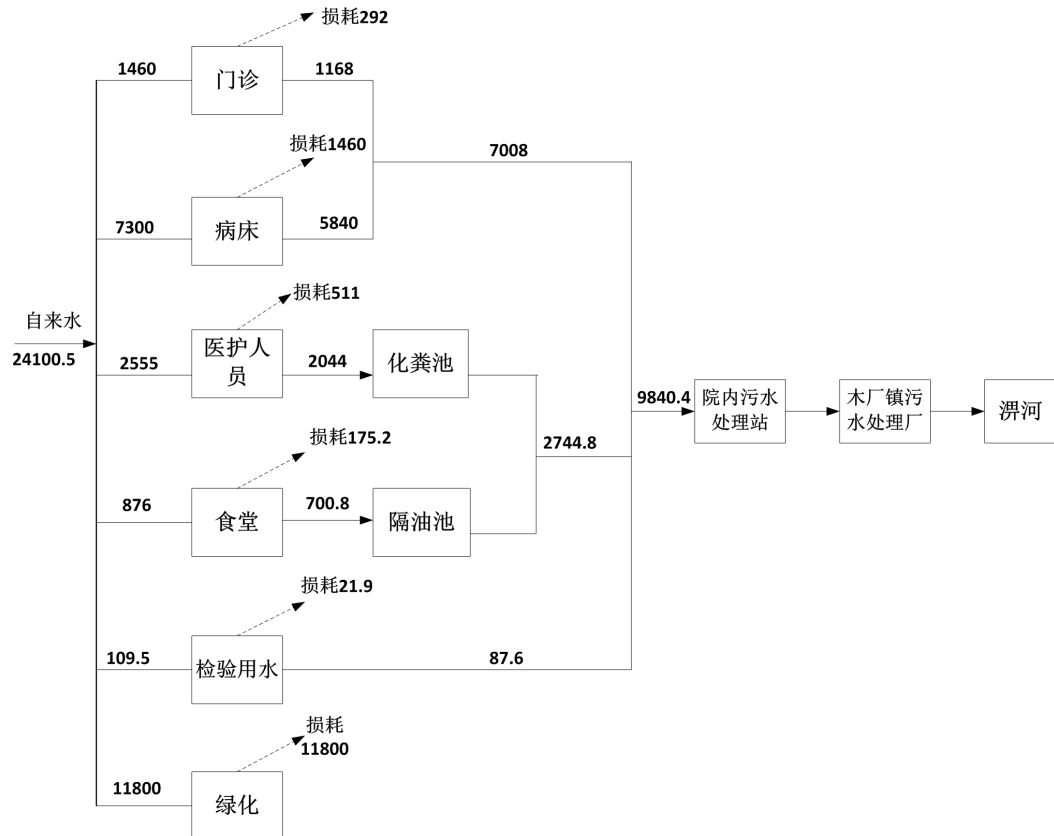 损耗292
1460
门诊
1168
损耗1460
7008
7300
病床
5840
损耗511
自来水
24100.5
2555
医护人
员
2044
化粪池
9840.4
院内污水
处理站
木厂镇污
水处理厂
淠河
损耗175.2
2744.8
876
食堂
700.8
隔油池
损耗21.9
109.5
检验用水
87.6
损耗
11800
11800
绿化